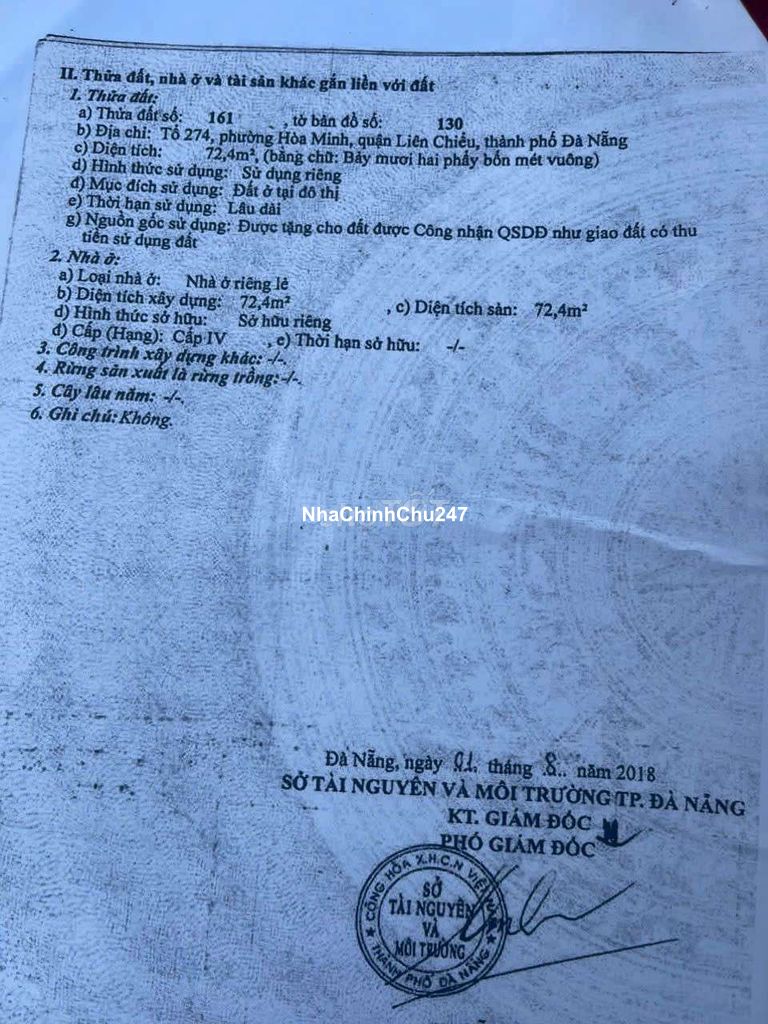 II. Thửa đất, nhà ở và tài sản khác gắn liền với đất
1. Thửa đất:
a) Thửa đất số: 161 , tờ bản đồ số: 130
b) Địa chỉ: Tổ 274, phường Hòa Minh, quận Liên Chiểu, thành phố Đà Nẵng
c) Diện tích: 72,4m², (bằng chữ: Bảy mươi hai phẩy bốn mét vuông)
d) Hình thức sử dụng: Sử dụng riêng
đ) Mục đích sử dụng: Đất ở tại đô thị
e) Thời hạn sử dụng: Lâu dài
g) Nguồn gốc sử dụng: Được tặng cho đất được Công nhận QSDĐ như giao đất có thu
tiền sử dụng đất
2. Nhà ở:
a) Loại nhà ở: Nhà ở riêng lẻ
b) Diện tích xây dựng: 72,4m² , c) Diện tích sàn: 72,4m²
d) Hình thức sở hữu: Sở hữu riêng
đ) Cấp (Hạng): Cấp IV , e) Thời hạn sở hữu: -/-
3. Công trình xây dựng khác: -/-.
4. Rừng sản xuất là rừng trồng: -/-.
5. Cây lâu năm: -/-.
6. Ghi chú: Không.
NhaChinhChu247
Đà Nẵng, ngày 01. tháng .8.. năm 2018
SỞ TÀI NGUYÊN VÀ MÔI TRƯỜNG TP. ĐÀ NẴNG
KT. GIÁM ĐỐC
PHÓ GIÁM ĐỐC
CỘNG HÒA X.H.C.N VIỆT NAM
SỞ
TÀI NGUYÊN
VÀ
MÔI TRƯỜNG
THÀNH PHỐ ĐÀ NẴNG